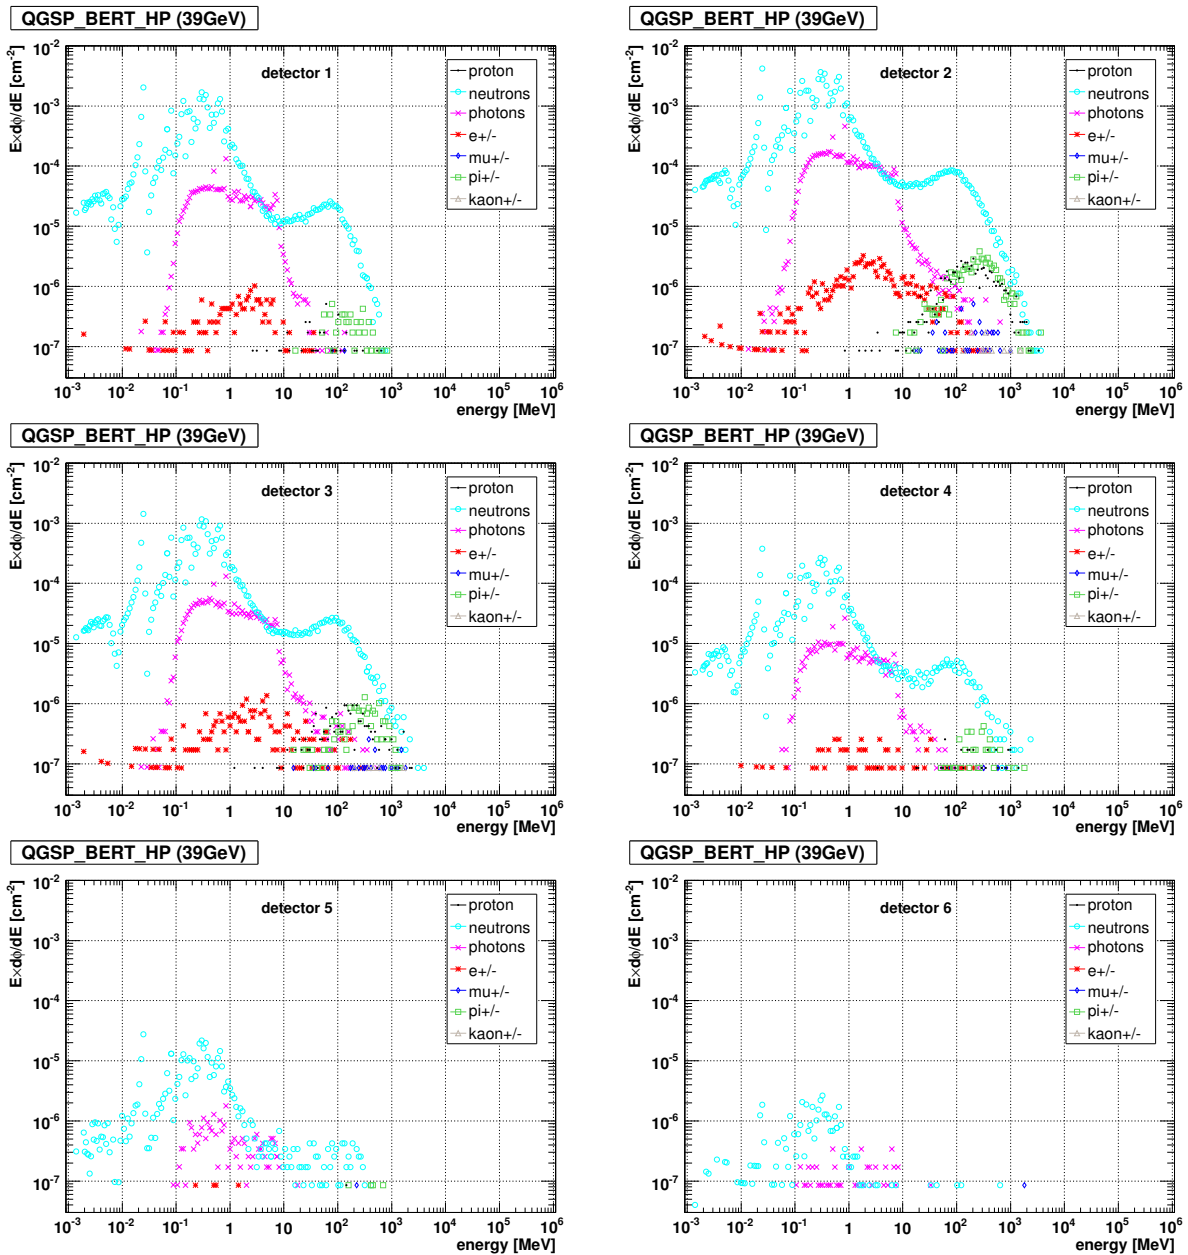 QGSP_BERT_HP (39GeV)
E×dϕ/dE [cm⁻²]
detector 1
proton
neutrons
photons
e+/-
mu+/-
pi+/-
kaon+/-
10⁻²
10⁻³
10⁻⁴
10⁻⁵
10⁻⁶
10⁻⁷
10⁻³ 10⁻² 10⁻¹ 1 10 10² 10³ 10⁴ 10⁵ 10⁶
energy [MeV]
QGSP_BERT_HP (39GeV)
E×dϕ/dE [cm⁻²]
detector 2
proton
neutrons
photons
e+/-
mu+/-
pi+/-
kaon+/-
10⁻²
10⁻³
10⁻⁴
10⁻⁵
10⁻⁶
10⁻⁷
10⁻³ 10⁻² 10⁻¹ 1 10 10² 10³ 10⁴ 10⁵ 10⁶
energy [MeV]
QGSP_BERT_HP (39GeV)
E×dϕ/dE [cm⁻²]
detector 3
proton
neutrons
photons
e+/-
mu+/-
pi+/-
kaon+/-
10⁻²
10⁻³
10⁻⁴
10⁻⁵
10⁻⁶
10⁻⁷
10⁻³ 10⁻² 10⁻¹ 1 10 10² 10³ 10⁴ 10⁵ 10⁶
energy [MeV]
QGSP_BERT_HP (39GeV)
E×dϕ/dE [cm⁻²]
detector 4
proton
neutrons
photons
e+/-
mu+/-
pi+/-
kaon+/-
10⁻²
10⁻³
10⁻⁴
10⁻⁵
10⁻⁶
10⁻⁷
10⁻³ 10⁻² 10⁻¹ 1 10 10² 10³ 10⁴ 10⁵ 10⁶
energy [MeV]
QGSP_BERT_HP (39GeV)
E×dϕ/dE [cm⁻²]
detector 5
proton
neutrons
photons
e+/-
mu+/-
pi+/-
kaon+/-
10⁻²
10⁻³
10⁻⁴
10⁻⁵
10⁻⁶
10⁻⁷
10⁻³ 10⁻² 10⁻¹ 1 10 10² 10³ 10⁴ 10⁵ 10⁶
energy [MeV]
QGSP_BERT_HP (39GeV)
E×dϕ/dE [cm⁻²]
detector 6
proton
neutrons
photons
e+/-
mu+/-
pi+/-
kaon+/-
10⁻²
10⁻³
10⁻⁴
10⁻⁵
10⁻⁶
10⁻⁷
10⁻³ 10⁻² 10⁻¹ 1 10 10² 10³ 10⁴ 10⁵ 10⁶
energy [MeV]